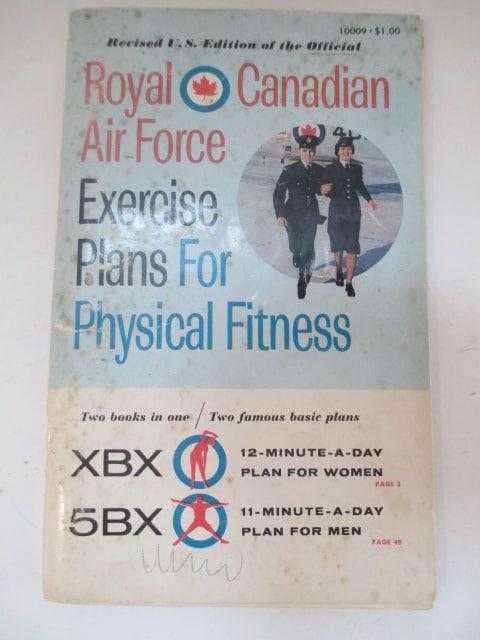 10009 · $1.00
Revised U.S. Edition of the Official
Royal Canadian
Air Force
Exercise
Plans For
Physical Fitness
Two books in one / Two famous basic plans
XBX 12-MINUTE-A-DAY
PLAN FOR WOMEN
PAGE 3
5BX 11-MINUTE-A-DAY
PLAN FOR MEN
PAGE 49